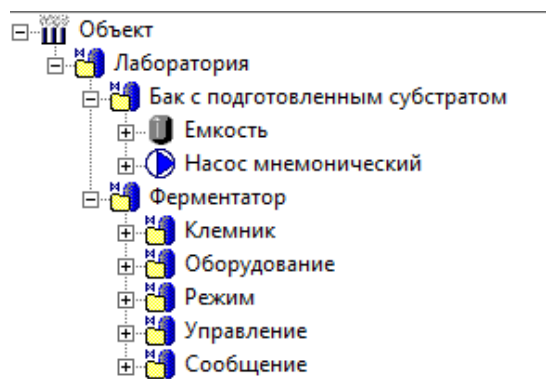 Объект
Лаборатория
Бак с подготовленным субстратом
Емкость
Насос мнемонический
Ферментатор
Клемник
Оборудование
Режим
Управление
Сообщение